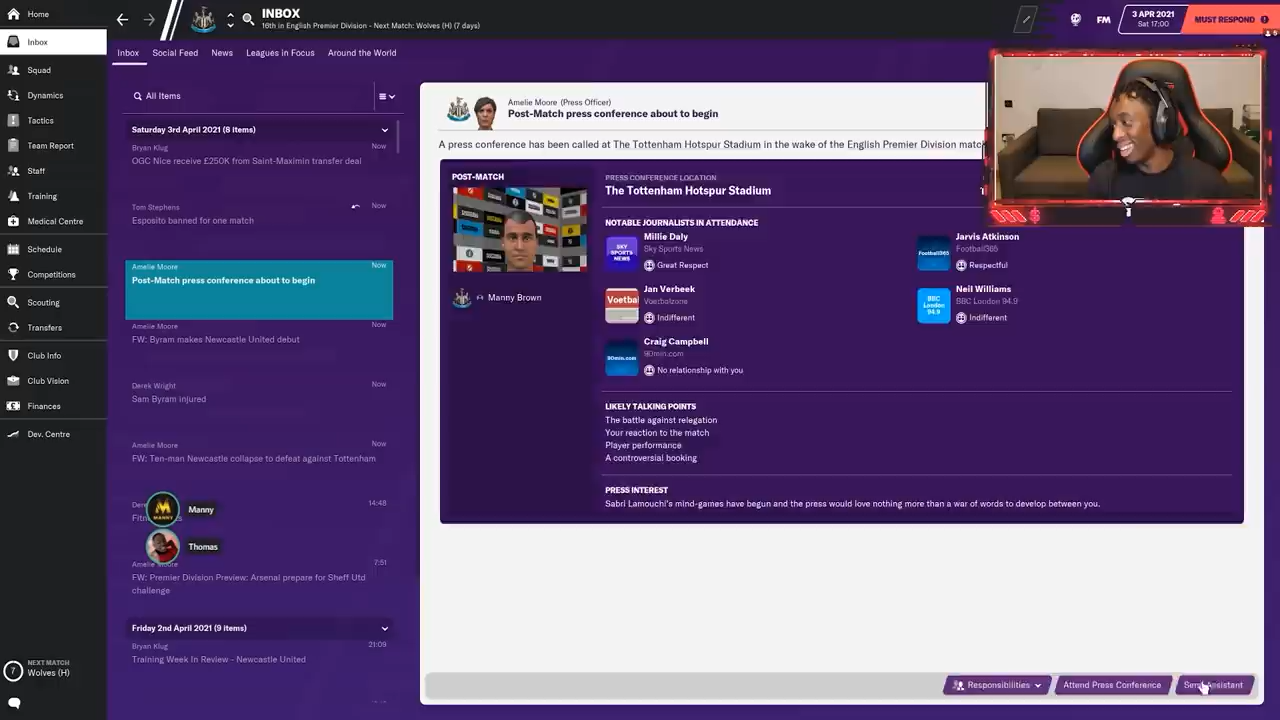 Home
Inbox
Squad
Dynamics
Tactics
Team Report
Staff
Training
Medical Centre
Schedule
Competitions
Scouting
Transfers
Club Info
Club Vision
Finances
Dev. Centre
7
NEXT MATCH
Wolves (H)
INBOX
16th in English Premier Division - Next Match: Wolves (H) (7 days)
FM
3 APR 2021
Sat 17:00
MUST RESPOND
Inbox
Social Feed
News
Leagues in Focus
Around the World
All Items
Saturday 3rd April 2021 (8 items)
Bryan Klug
Now
OGC Nice receive £250K from Saint-Maximin transfer deal
Tom Stephens
Now
Esposito banned for one match
Amelie Moore
Now
Post-Match press conference about to begin
Amelie Moore
Now
FW: Byram makes Newcastle United debut
Derek Wright
Now
Sam Byram injured
Amelie Moore
Now
FW: Ten-man Newcastle collapse to defeat against Tottenham
14:48
Manny
Thomas
7:51
FW: Premier Division Preview: Arsenal prepare for Sheff Utd
challenge
Friday 2nd April 2021 (9 items)
Bryan Klug
21:09
Training Week In Review - Newcastle United
Amelie Moore (Press Officer)
Post-Match press conference about to begin
A press conference has been called at The Tottenham Hotspur Stadium in the wake of the English Premier Division
POST-MATCH
Manny Brown
PRESS CONFERENCE LOCATION
The Tottenham Hotspur Stadium
NOTABLE JOURNALISTS IN ATTENDANCE
SKY SPORTS NEWS
Millie Daly
Sky Sports News
Great Respect
Football365
Jarvis Atkinson
Football365
Respectful
Voetbal
Jan Verbeek
Voetbalzone
Indifferent
BBC London 94.9
Neil Williams
BBC London 94.9
Indifferent
90min.com
Craig Campbell
90min.com
No relationship with you
LIKELY TALKING POINTS
The battle against relegation
Your reaction to the match
Player performance
A controversial booking
PRESS INTEREST
Sabri Lamouchi's mind-games have begun and the press would love nothing more than a war of words to develop between you.
Responsibilities
Attend Press Conference
Send Assistant